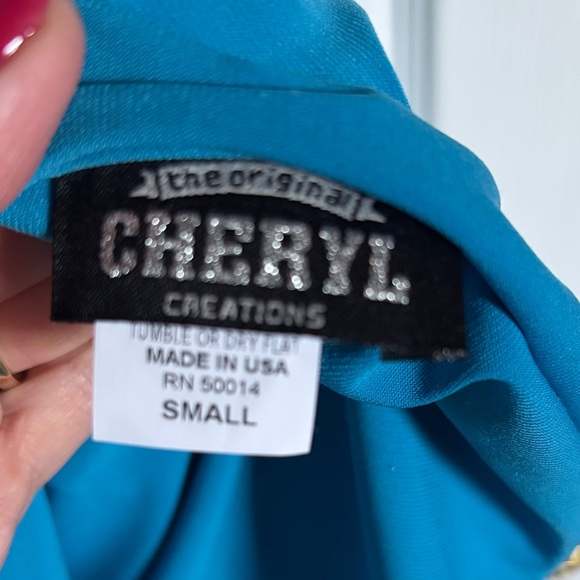 the original
CHERYL
CREATIONS
TUMBLE OR DRY FLAT
MADE IN USA
RN 50014
SMALL